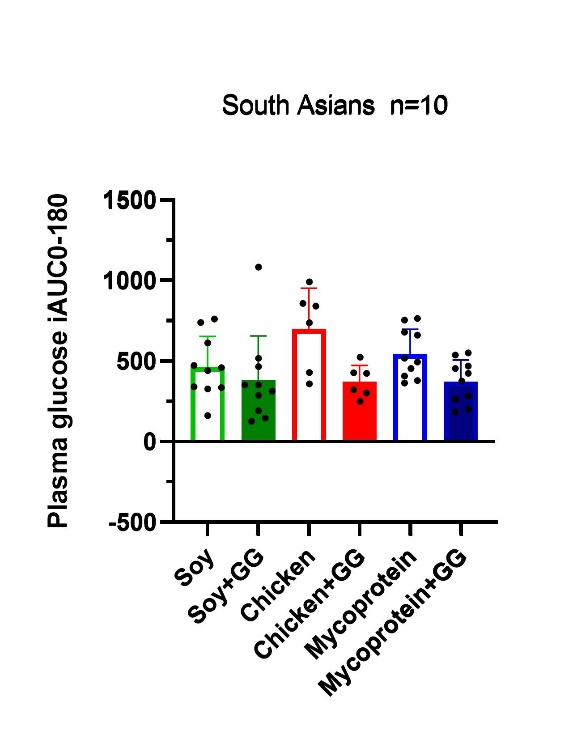 South Asians n=10
Plasma glucose iAUC0-180
1500
1000
500
0
-500
Soy
Soy+GG
Chicken
Chicken+GG
Mycoprotein
Mycoprotein+GG